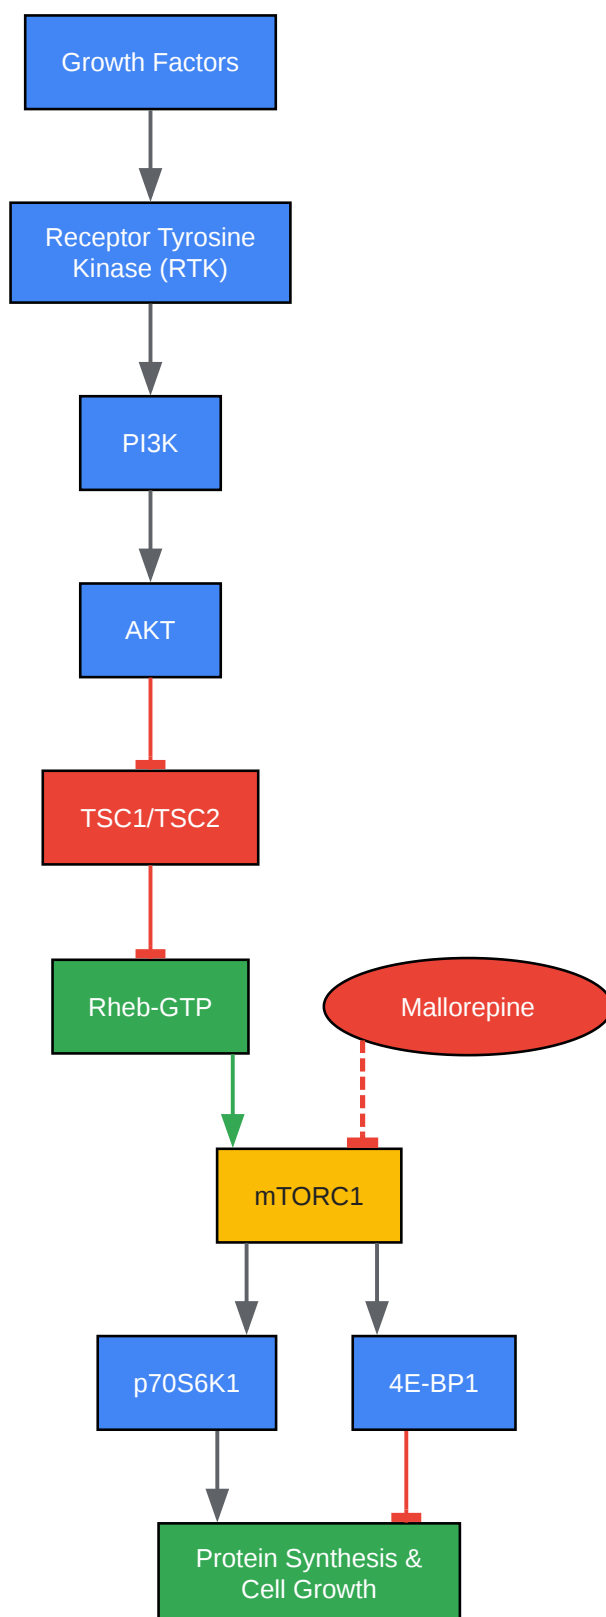 Growth Factors
Receptor Tyrosine
Kinase (RTK)
PI3K
AKT
TSC1/TSC2
Rheb-GTP
Mallorepine
mTORC1
p70S6K1
4E-BP1
Protein Synthesis &
Cell Growth